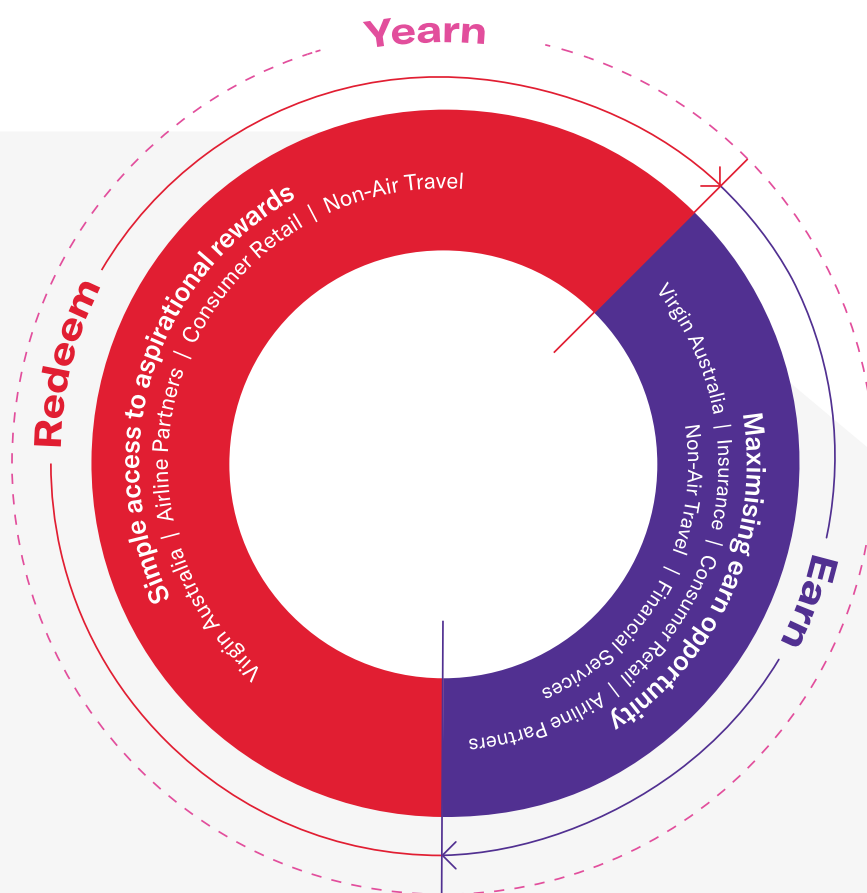 Yearn
Redeem
Simple access to aspirational rewards
Virgin Australia | Airline Partners | Consumer Retail | Non-Air Travel
Earn
Maximising earn opportunity
Virgin Australia | Insurance | Consumer Retail | Airline Partners
Non-Air Travel | Financial Services